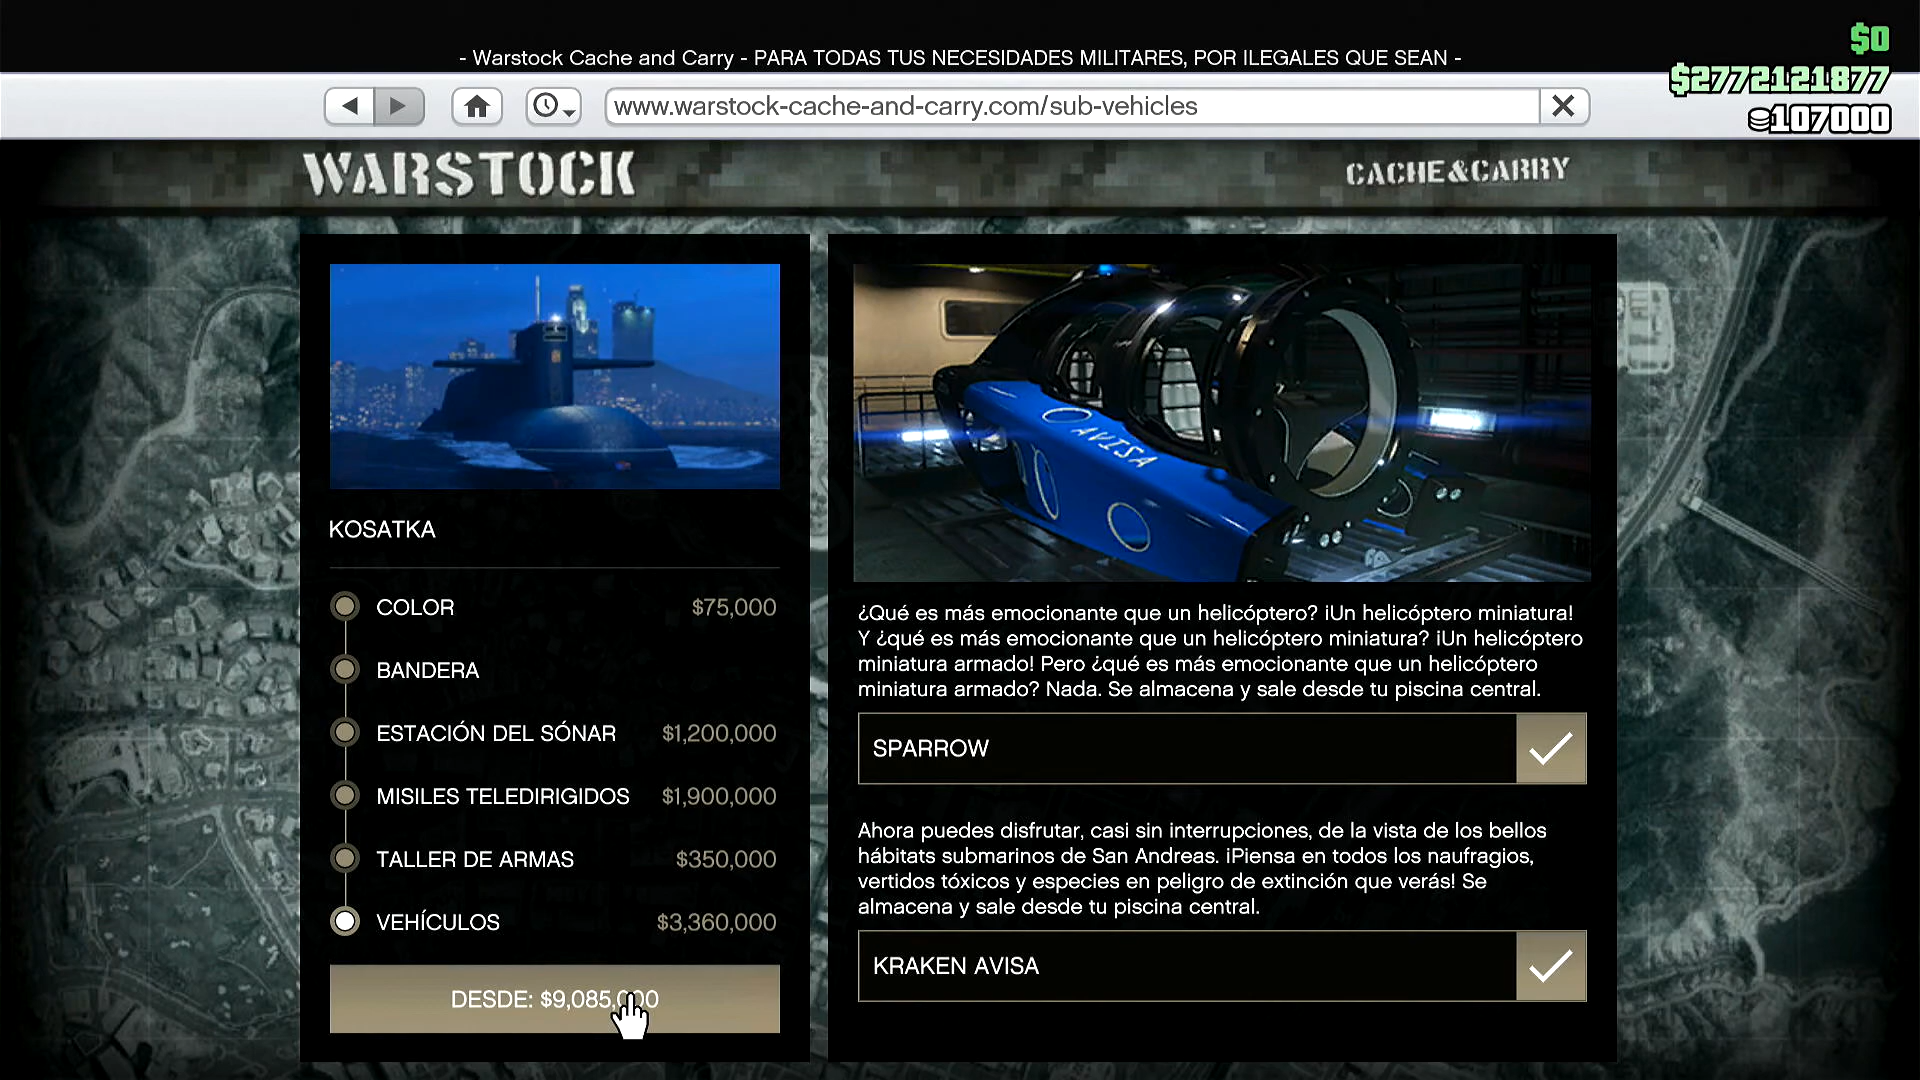 - Warstock Cache and Carry - PARA TODAS TUS NECESIDADES MILITARES, POR ILEGALES QUE SEAN -
$0
$2772121877
107000
www.warstock-cache-and-carry.com/sub-vehicles
WARSTOCK
CACHE&CARRY
KOSATKA
COLOR $75,000
BANDERA
ESTACIÓN DEL SÓNAR $1,200,000
MISILES TELEDIRIGIDOS $1,900,000
TALLER DE ARMAS $350,000
VEHÍCULOS $3,360,000
DESDE: $9,085,000
AVISA
¿Qué es más emocionante que un helicóptero? ¡Un helicóptero miniatura!
Y ¿qué es más emocionante que un helicóptero miniatura? ¡Un helicóptero
miniatura armado! Pero ¿qué es más emocionante que un helicóptero
miniatura armado? Nada. Se almacena y sale desde tu piscina central.
SPARROW
Ahora puedes disfrutar, casi sin interrupciones, de la vista de los bellos
hábitats submarinos de San Andreas. ¡Piensa en todos los naufragios,
vertidos tóxicos y especies en peligro de extinción que verás! Se
almacena y sale desde tu piscina central.
KRAKEN AVISA